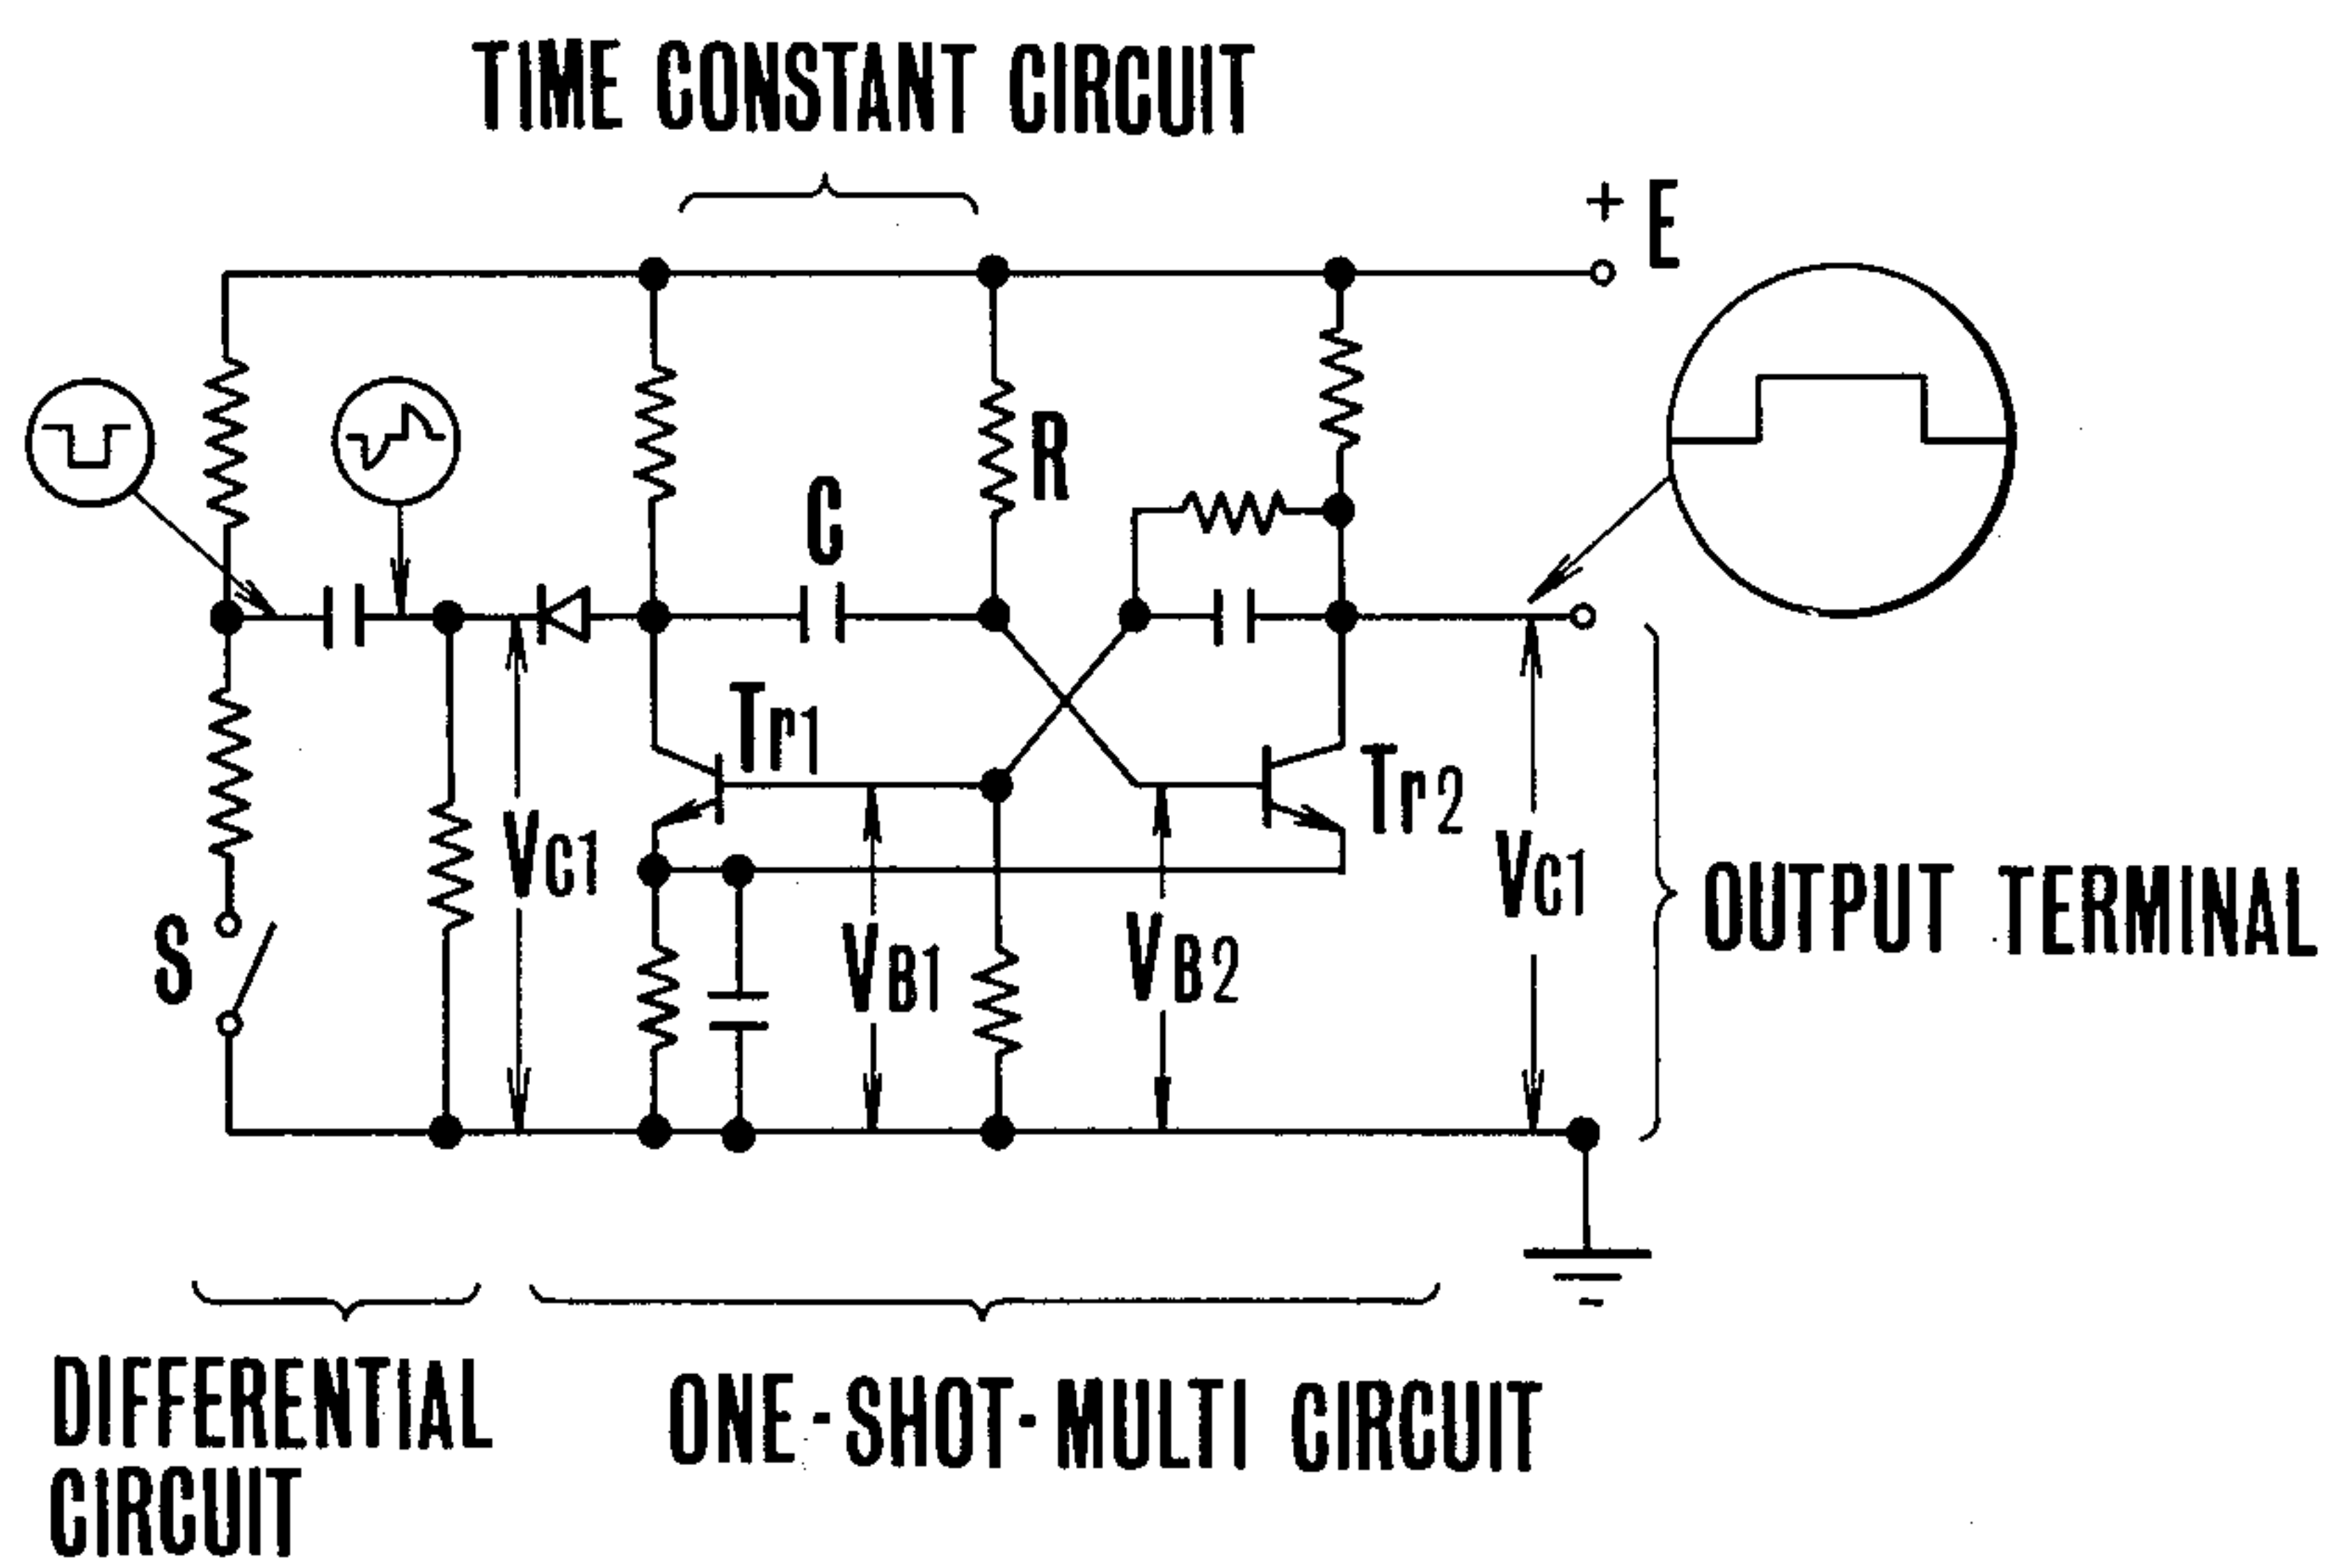 TIME CONSTANT CIRCUIT
+ E
R
C
Tr1
Tr2
VC1
VC1
S
VB1
VB2
OUTPUT TERMINAL
DIFFERENTIAL
CIRCUIT
ONE-SHOT-MULTI CIRCUIT